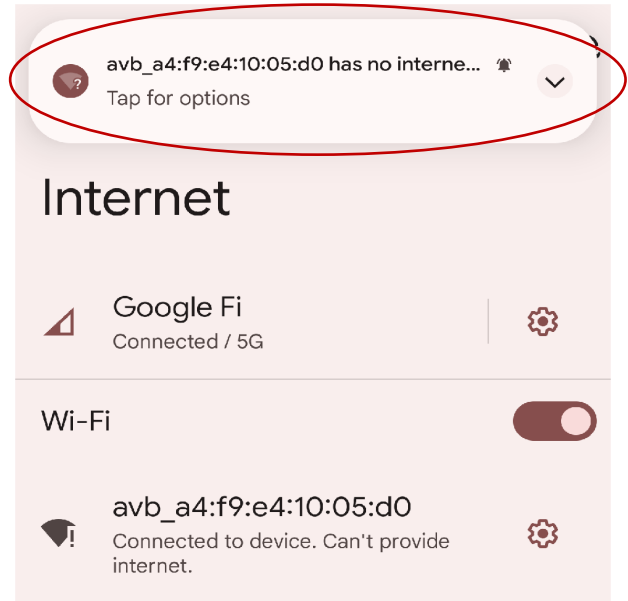 avb_a4:f9:e4:10:05:d0 has no interne...
Tap for options
Internet
Google Fi
Connected / 5G
Wi-Fi
avb_a4:f9:e4:10:05:d0
Connected to device. Can't provide
internet.